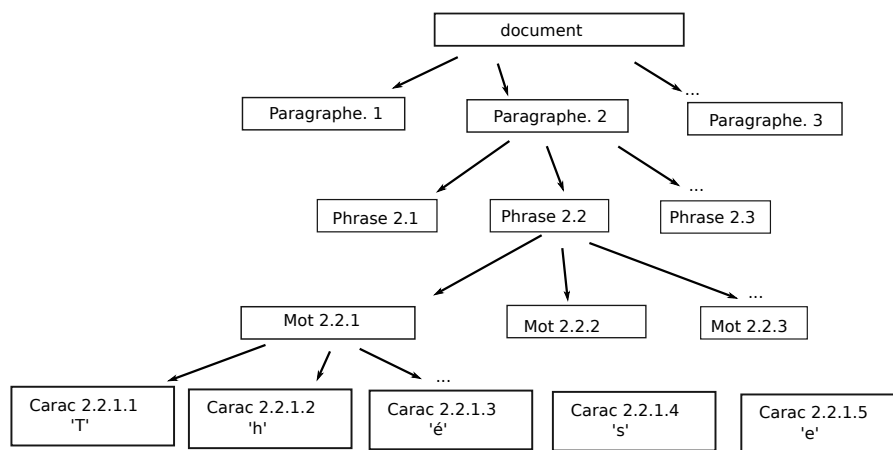 document
...
Paragraphe. 1
Paragraphe. 2
Paragraphe. 3
...
Phrase 2.1
Phrase 2.2
Phrase 2.3
...
Mot 2.2.1
Mot 2.2.2
Mot 2.2.3
...
Carac 2.2.1.1
'T'
Carac 2.2.1.2
'h'
Carac 2.2.1.3
'é'
Carac 2.2.1.4
's'
Carac 2.2.1.5
'e'